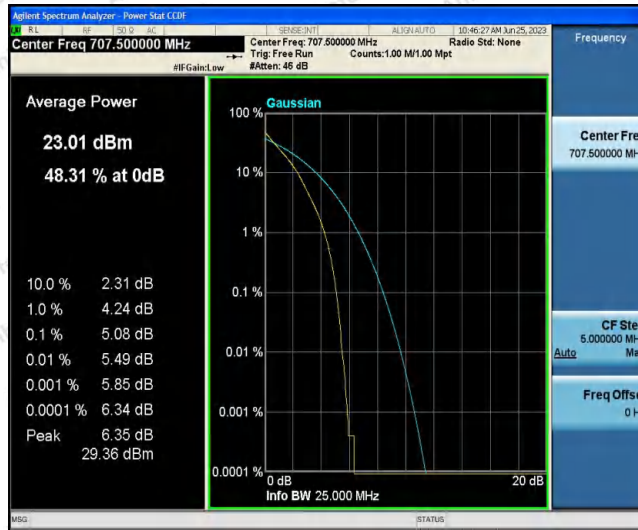 Agilent Spectrum Analyzer - Power Stat CCDF
RL RF 50 Ω AC SENSE:INT ALIGN AUTO 10:46:27 AM Jun 25, 2023
Center Freq 707.500000 MHz
Center Freq: 707.500000 MHz Radio Std: None
Trig: Free Run Counts:1.00 M/1.00 Mpt
#IFGain:Low #Atten: 46 dB
Frequency
Average Power
23.01 dBm
48.31 % at 0dB
10.0 % 2.31 dB
1.0 % 4.24 dB
0.1 % 5.08 dB
0.01 % 5.49 dB
0.001 % 5.85 dB
0.0001 % 6.34 dB
Peak 6.35 dB
29.36 dBm
Gaussian
100 %
10 %
1 %
0.1 %
0.01 %
0.001 %
0.0001 %
0 dB 20 dB
Info BW 25.000 MHz
Center Fre
707.500000 MH
CF Ste
5.000000 MH
Auto Ma
Freq Offse
0 H
MSG STATUS